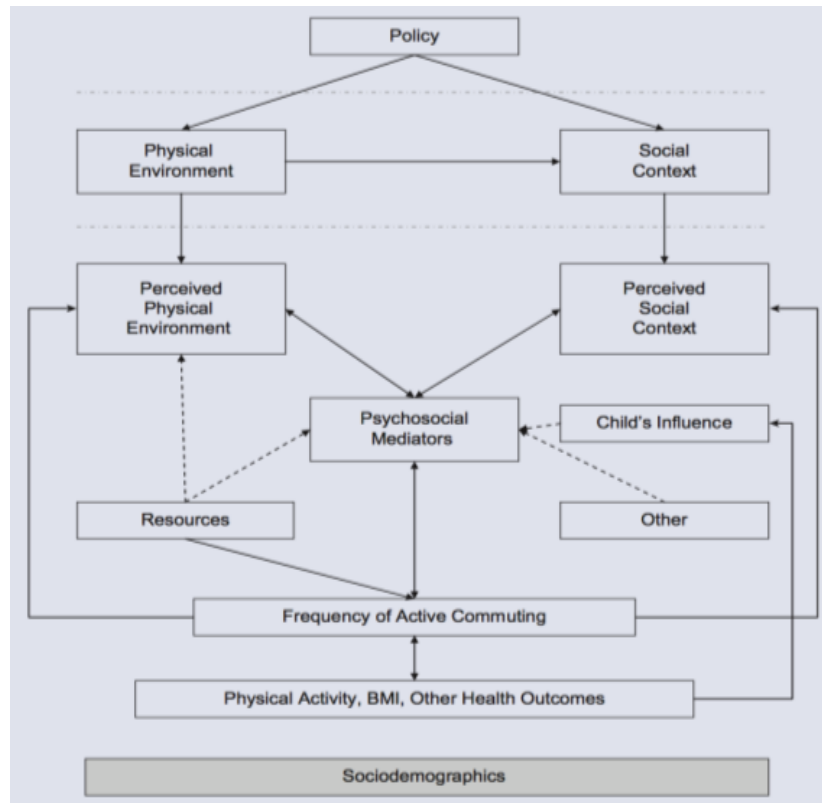 Policy
Physical
Environment
Social
Context
Perceived
Physical
Environment
Perceived
Social
Context
Psychosocial
Mediators
Child's Influence
Resources
Other
Frequency of Active Commuting
Physical Activity, BMI, Other Health Outcomes
Sociodemographics